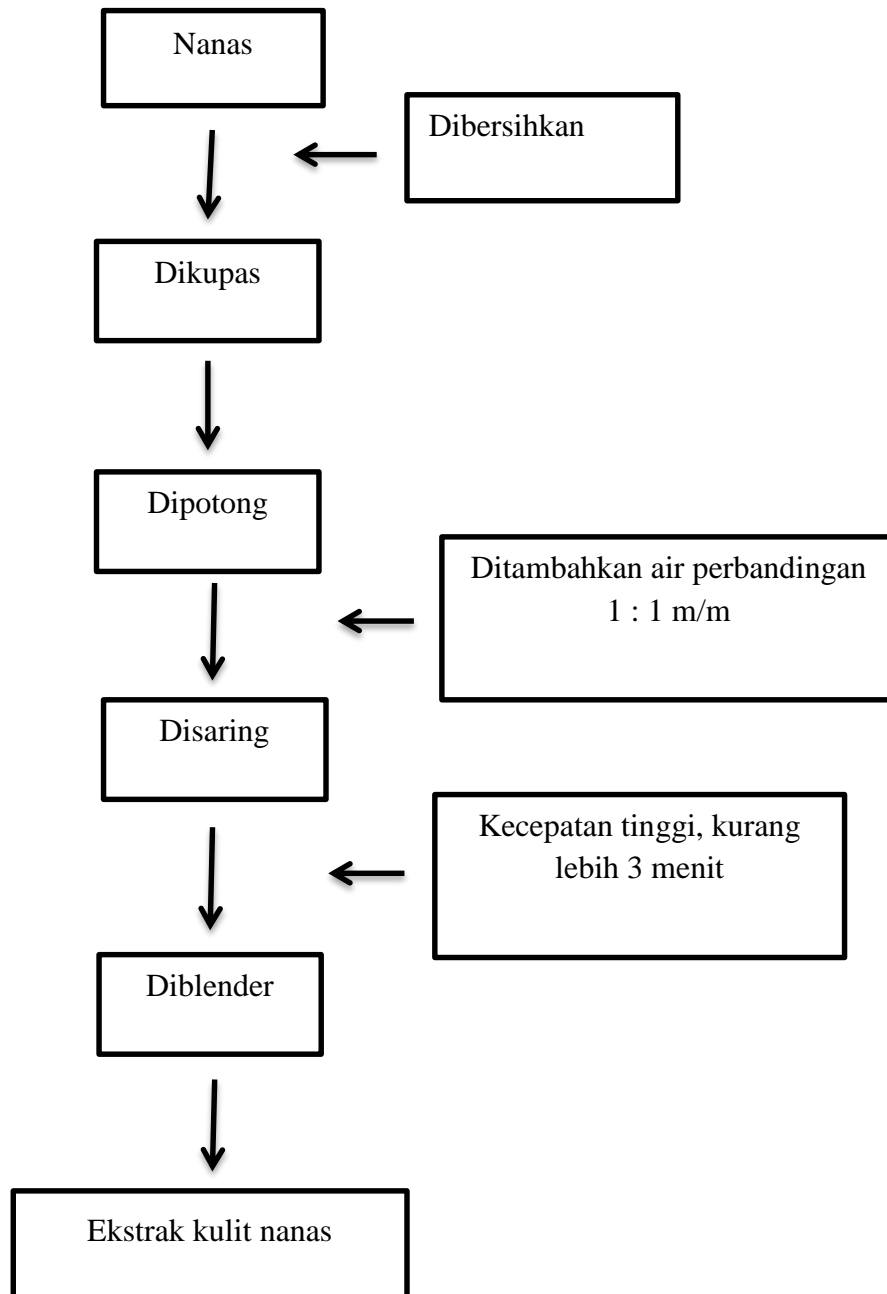 Nanas
Dibersihkan
Dikupas
Dipotong
Ditambahkan air perbandingan
1 : 1 m/m
Disaring
Kecepatan tinggi, kurang
lebih 3 menit
Diblender
Ekstrak kulit nanas